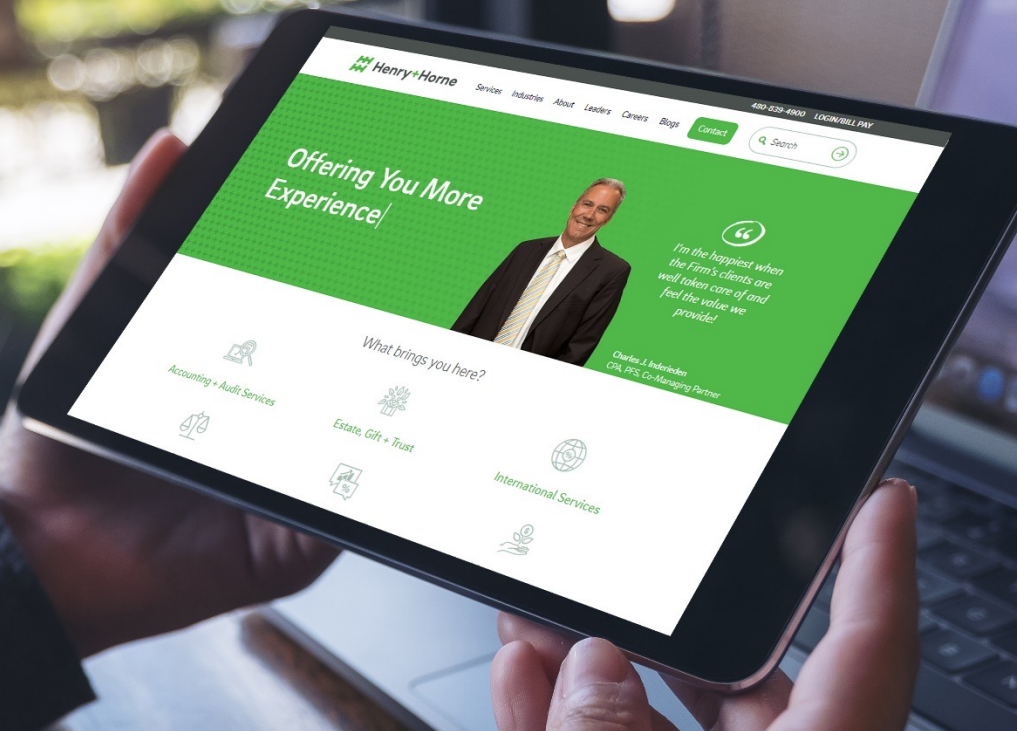 480-839-4900 LOGIN/BILL PAY
Henry+Horne
Services Industries About Leaders Careers Blogs Contact Search
Offering You More
Experience
“
I'm the happiest when
the Firm's clients are
well taken care of and
feel the value we
provide!
Charles J. Inderieden
CPA, PFS, Co-Managing Partner
What brings you here?
Accounting + Audit Services
Estate, Gift + Trust
International Services
%
%